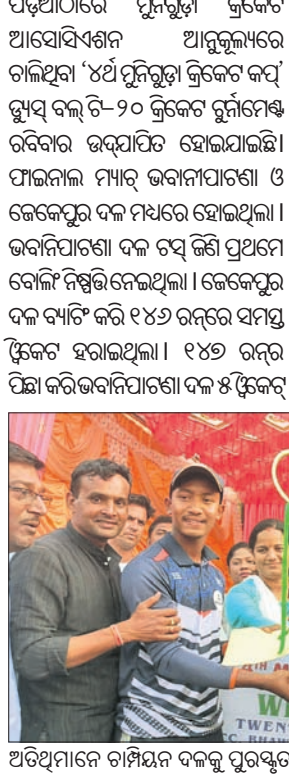 ପଡ଼ିଆଠାରେ ମୁନିଗୁଡ଼ା କ୍ରିକେଟ
ଆସୋସିଏଶନ ଆନୁକୂଲ୍ୟରେ
ଚାଲିଥିବା ‘୪ର୍ଥ ମୁନିଗୁଡ଼ା କ୍ରିକେଟ କପ୍’
ଡ୍ୟୁସ୍ ବଲ୍ ଟି-୨୦ କ୍ରିକେଟ ଟୁର୍ନାମେଣ୍ଟ
ରବିବାର ଉଦ୍‌ଯାପିତ ହୋଇଯାଇଛି।
ଫାଇନାଲ ମ୍ୟାଚ୍ ଭବାନୀପାଟଣା ଓ
ଜେକେପୁର ଦଳ ମଧ୍ୟରେ ହୋଇଥିଲା।
ଭବାନିପାଟଣା ଦଳ ଟସ୍ ଜିଣି ପ୍ରଥମେ
ବୋଲିଂ ନିଷ୍ପତ୍ତି ନେଇଥିଲା। ଜେକେପୁର
ଦଳ ବ୍ୟାଟିଂ କରି ୧୪୬ ରନ୍‌ରେ ସମସ୍ତ
ୱିକେଟ ହରାଇଥିଲା। ୧୪୭ ରନ୍‌ର
ପିଛା କରି ଭବାନିପାଟଣା ଦଳ ୫ ୱିକେଟ୍
TWEN
CC. BHAW
ଅତିଥିମାନେ ଚାମ୍ପିୟନ ଦଳକୁ ପୁରସ୍କୃତ